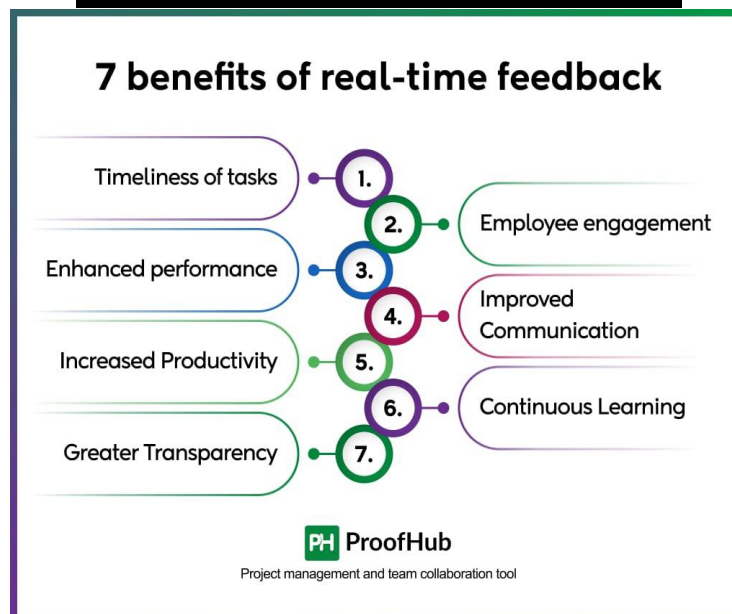 7 benefits of real-time feedback
Timeliness of tasks
1.
2.
Employee engagement
Enhanced performance
3.
4.
Improved
Communication
Increased Productivity
5.
6.
Continuous Learning
Greater Transparency
7.
PH ProofHub
Project management and team collaboration tool